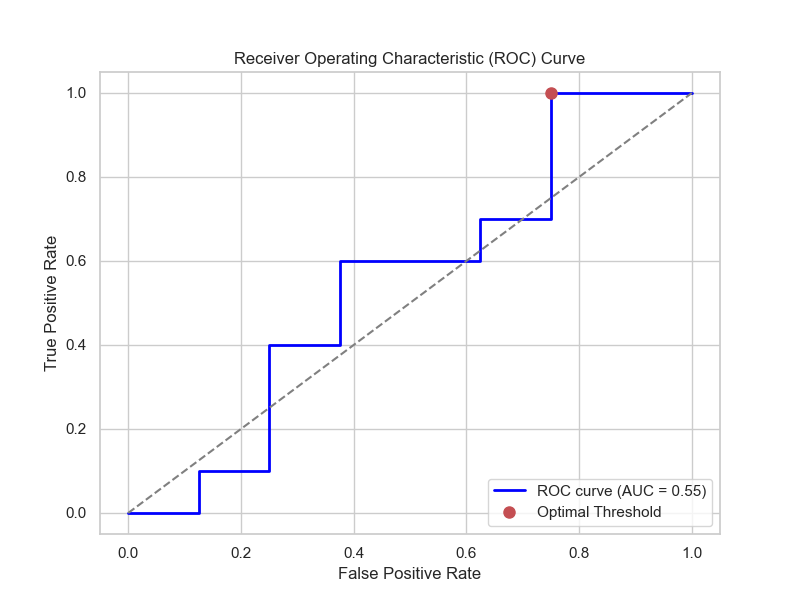 Receiver Operating Characteristic (ROC) Curve
True Positive Rate
1.0
0.8
0.6
0.4
0.2
0.0
ROC curve (AUC = 0.55)
Optimal Threshold
0.0 0.2 0.4 0.6 0.8 1.0
False Positive Rate